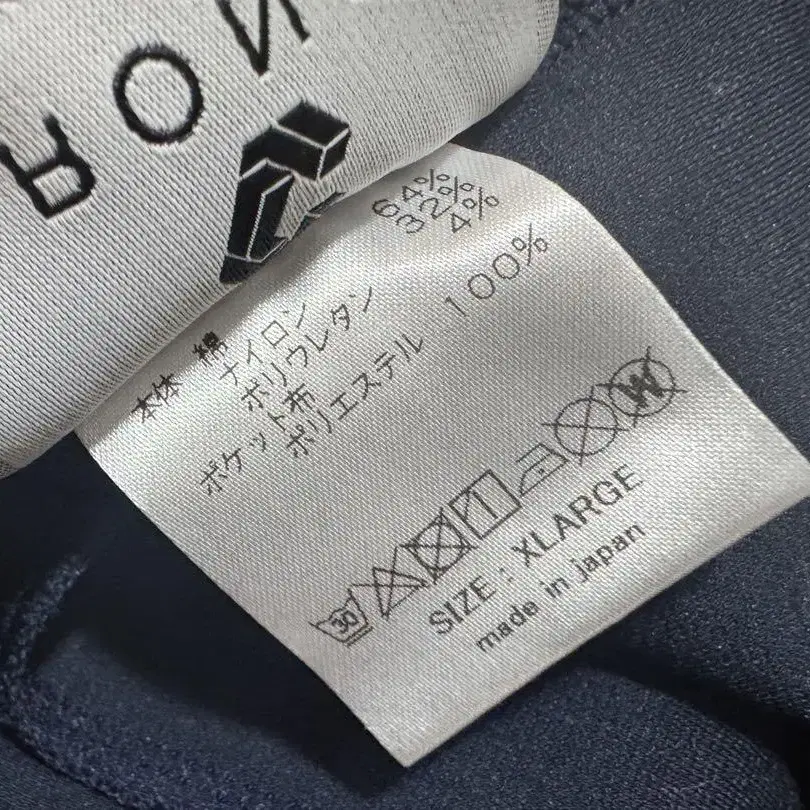 RON
本体 綿 64%
ナイロン 32%
ポリウレタン 4%
ポケット布
ポリエステル 100%
30
W
SIZE : XLARGE
made in japan